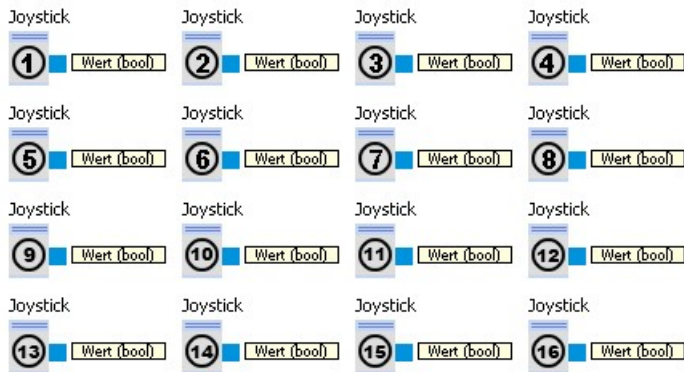 Joystick Joystick Joystick Joystick
1 Wert (bool) 2 Wert (bool) 3 Wert (bool) 4 Wert (bool)
Joystick Joystick Joystick Joystick
5 Wert (bool) 6 Wert (bool) 7 Wert (bool) 8 Wert (bool)
Joystick Joystick Joystick Joystick
9 Wert (bool) 10 Wert (bool) 11 Wert (bool) 12 Wert (bool)
Joystick Joystick Joystick Joystick
13 Wert (bool) 14 Wert (bool) 15 Wert (bool) 16 Wert (bool)